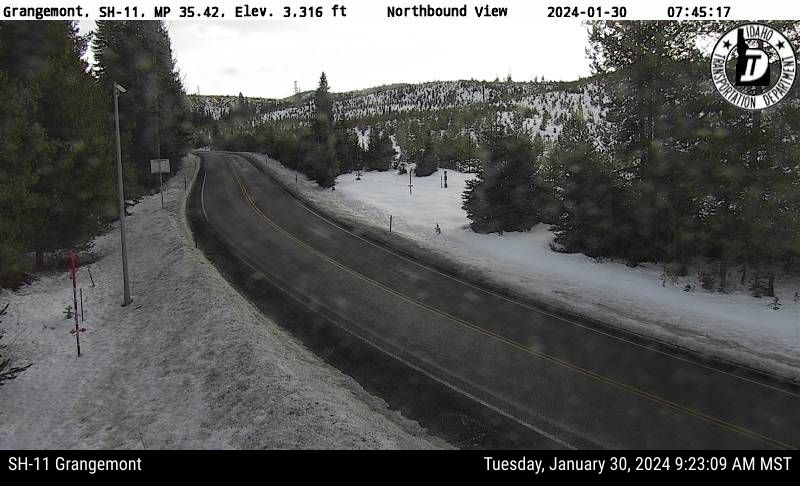 Grangemont, SH-11, MP 35.42, Elev. 3,316 ft Northbound View 2024-01-30 07:45:17
IDAHO
TRANSPORTATION DEPARTMENT
SH-11 Grangemont Tuesday, January 30, 2024 9:23:09 AM MST